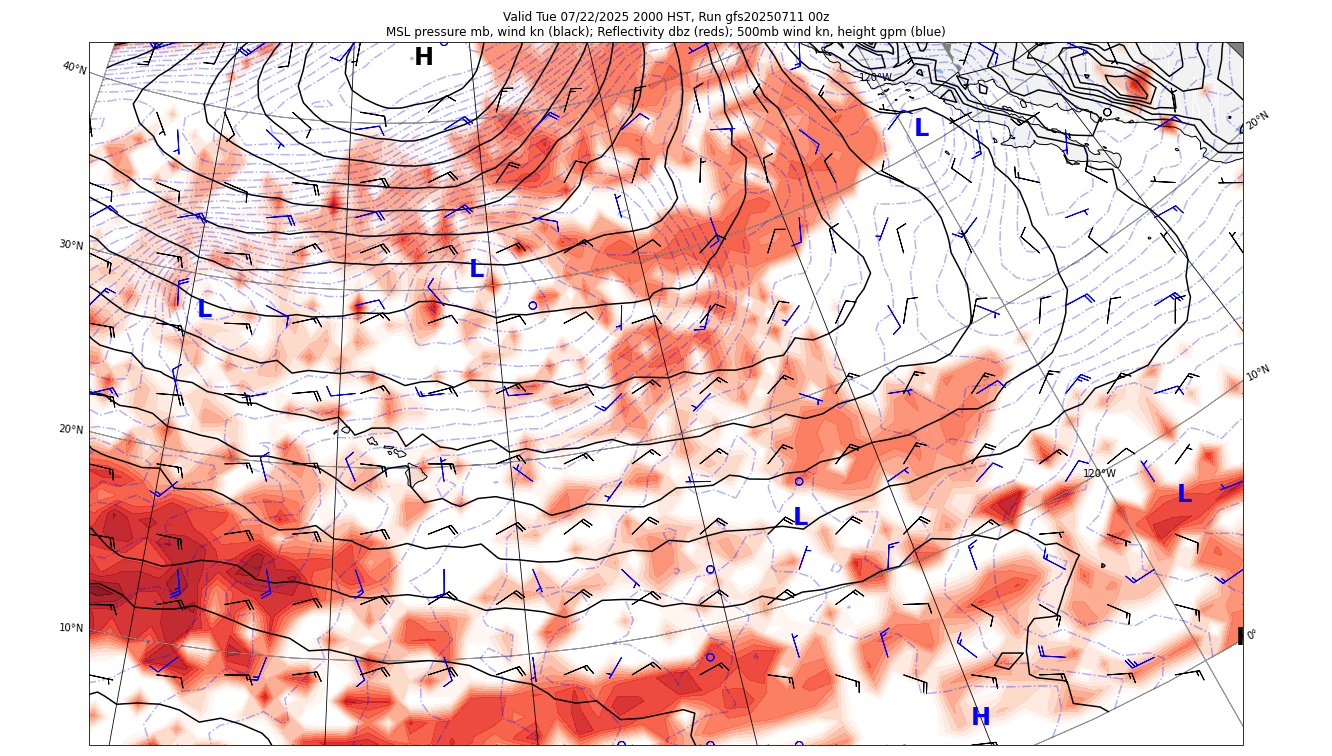 Valid Tue 07/22/2025 2000 HST, Run gfs20250711 00z
MSL pressure mb, wind kn (black); Reflectivity dbz (reds); 500mb wind kn, height gpm (blue)
H
40°N
120°W
L
20°N
30°N
L
L
10°N
20°N
120°W
L
L
10°N
0°
H